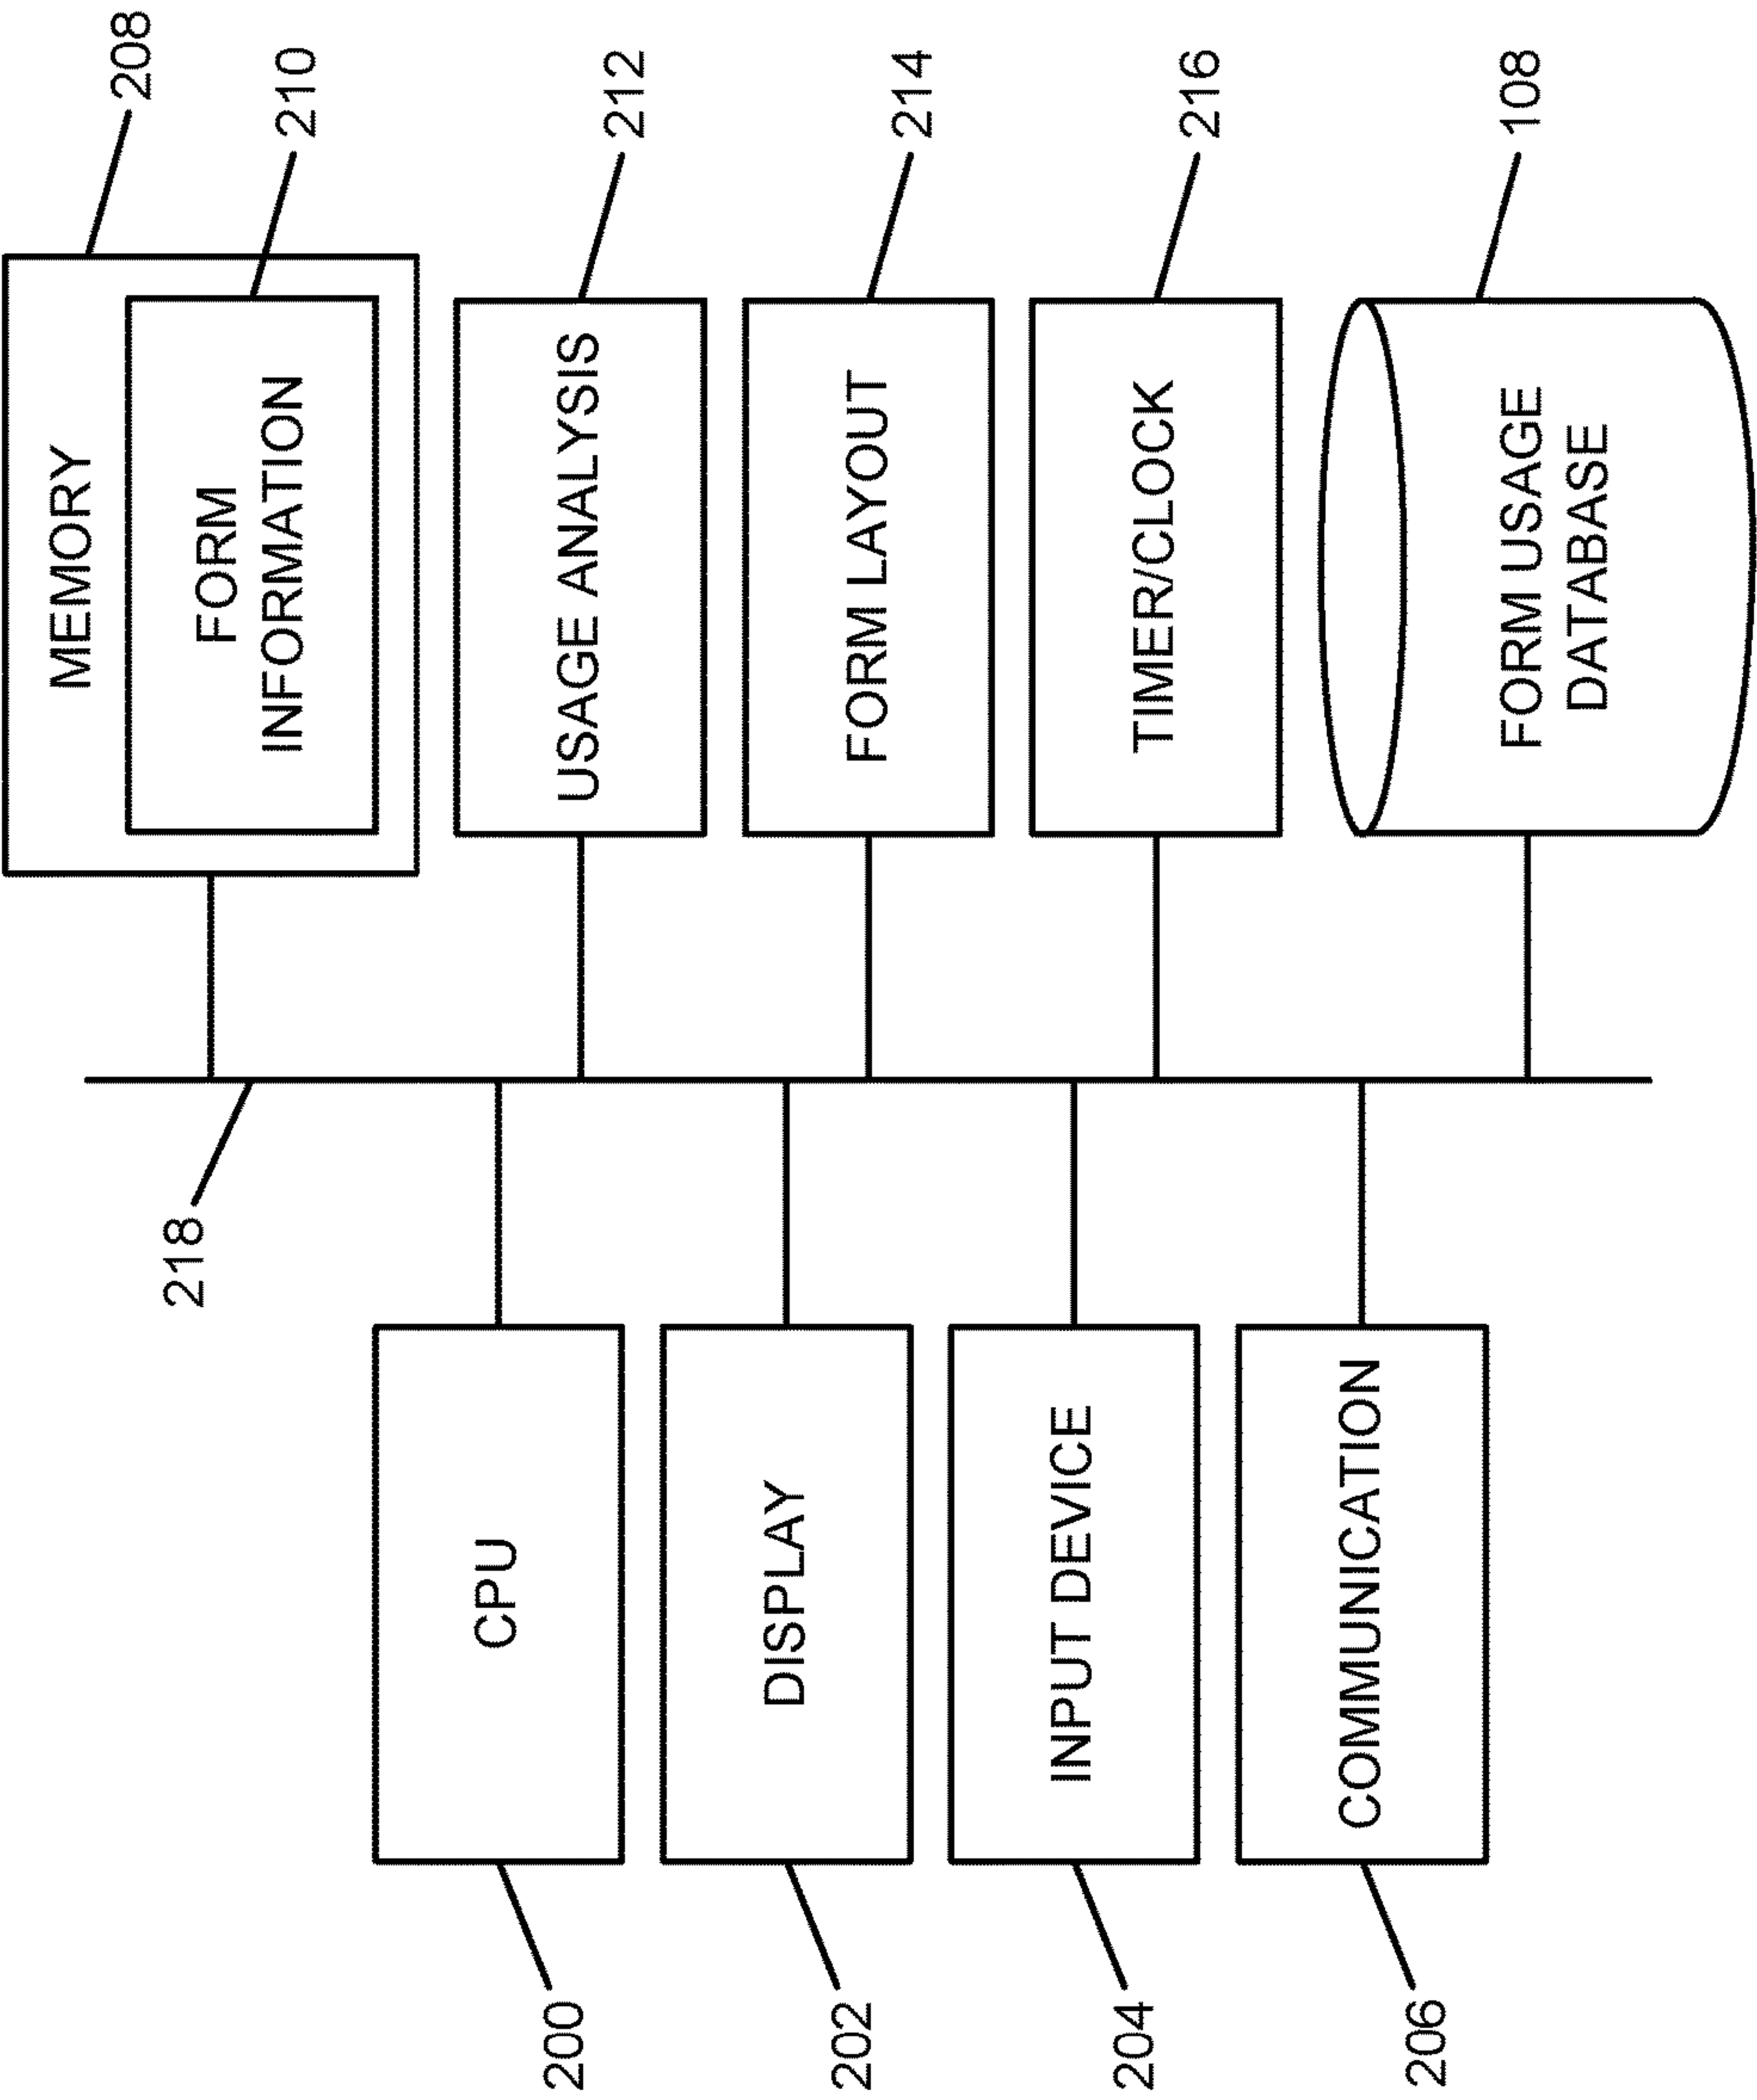 218
MEMORY
208
FORM
INFORMATION
210
CPU
200
USAGE ANALYSIS
212
DISPLAY
202
FORM LAYOUT
214
INPUT DEVICE
204
TIMER/CLOCK
216
COMMUNICATION
206
FORM USAGE
DATABASE
108